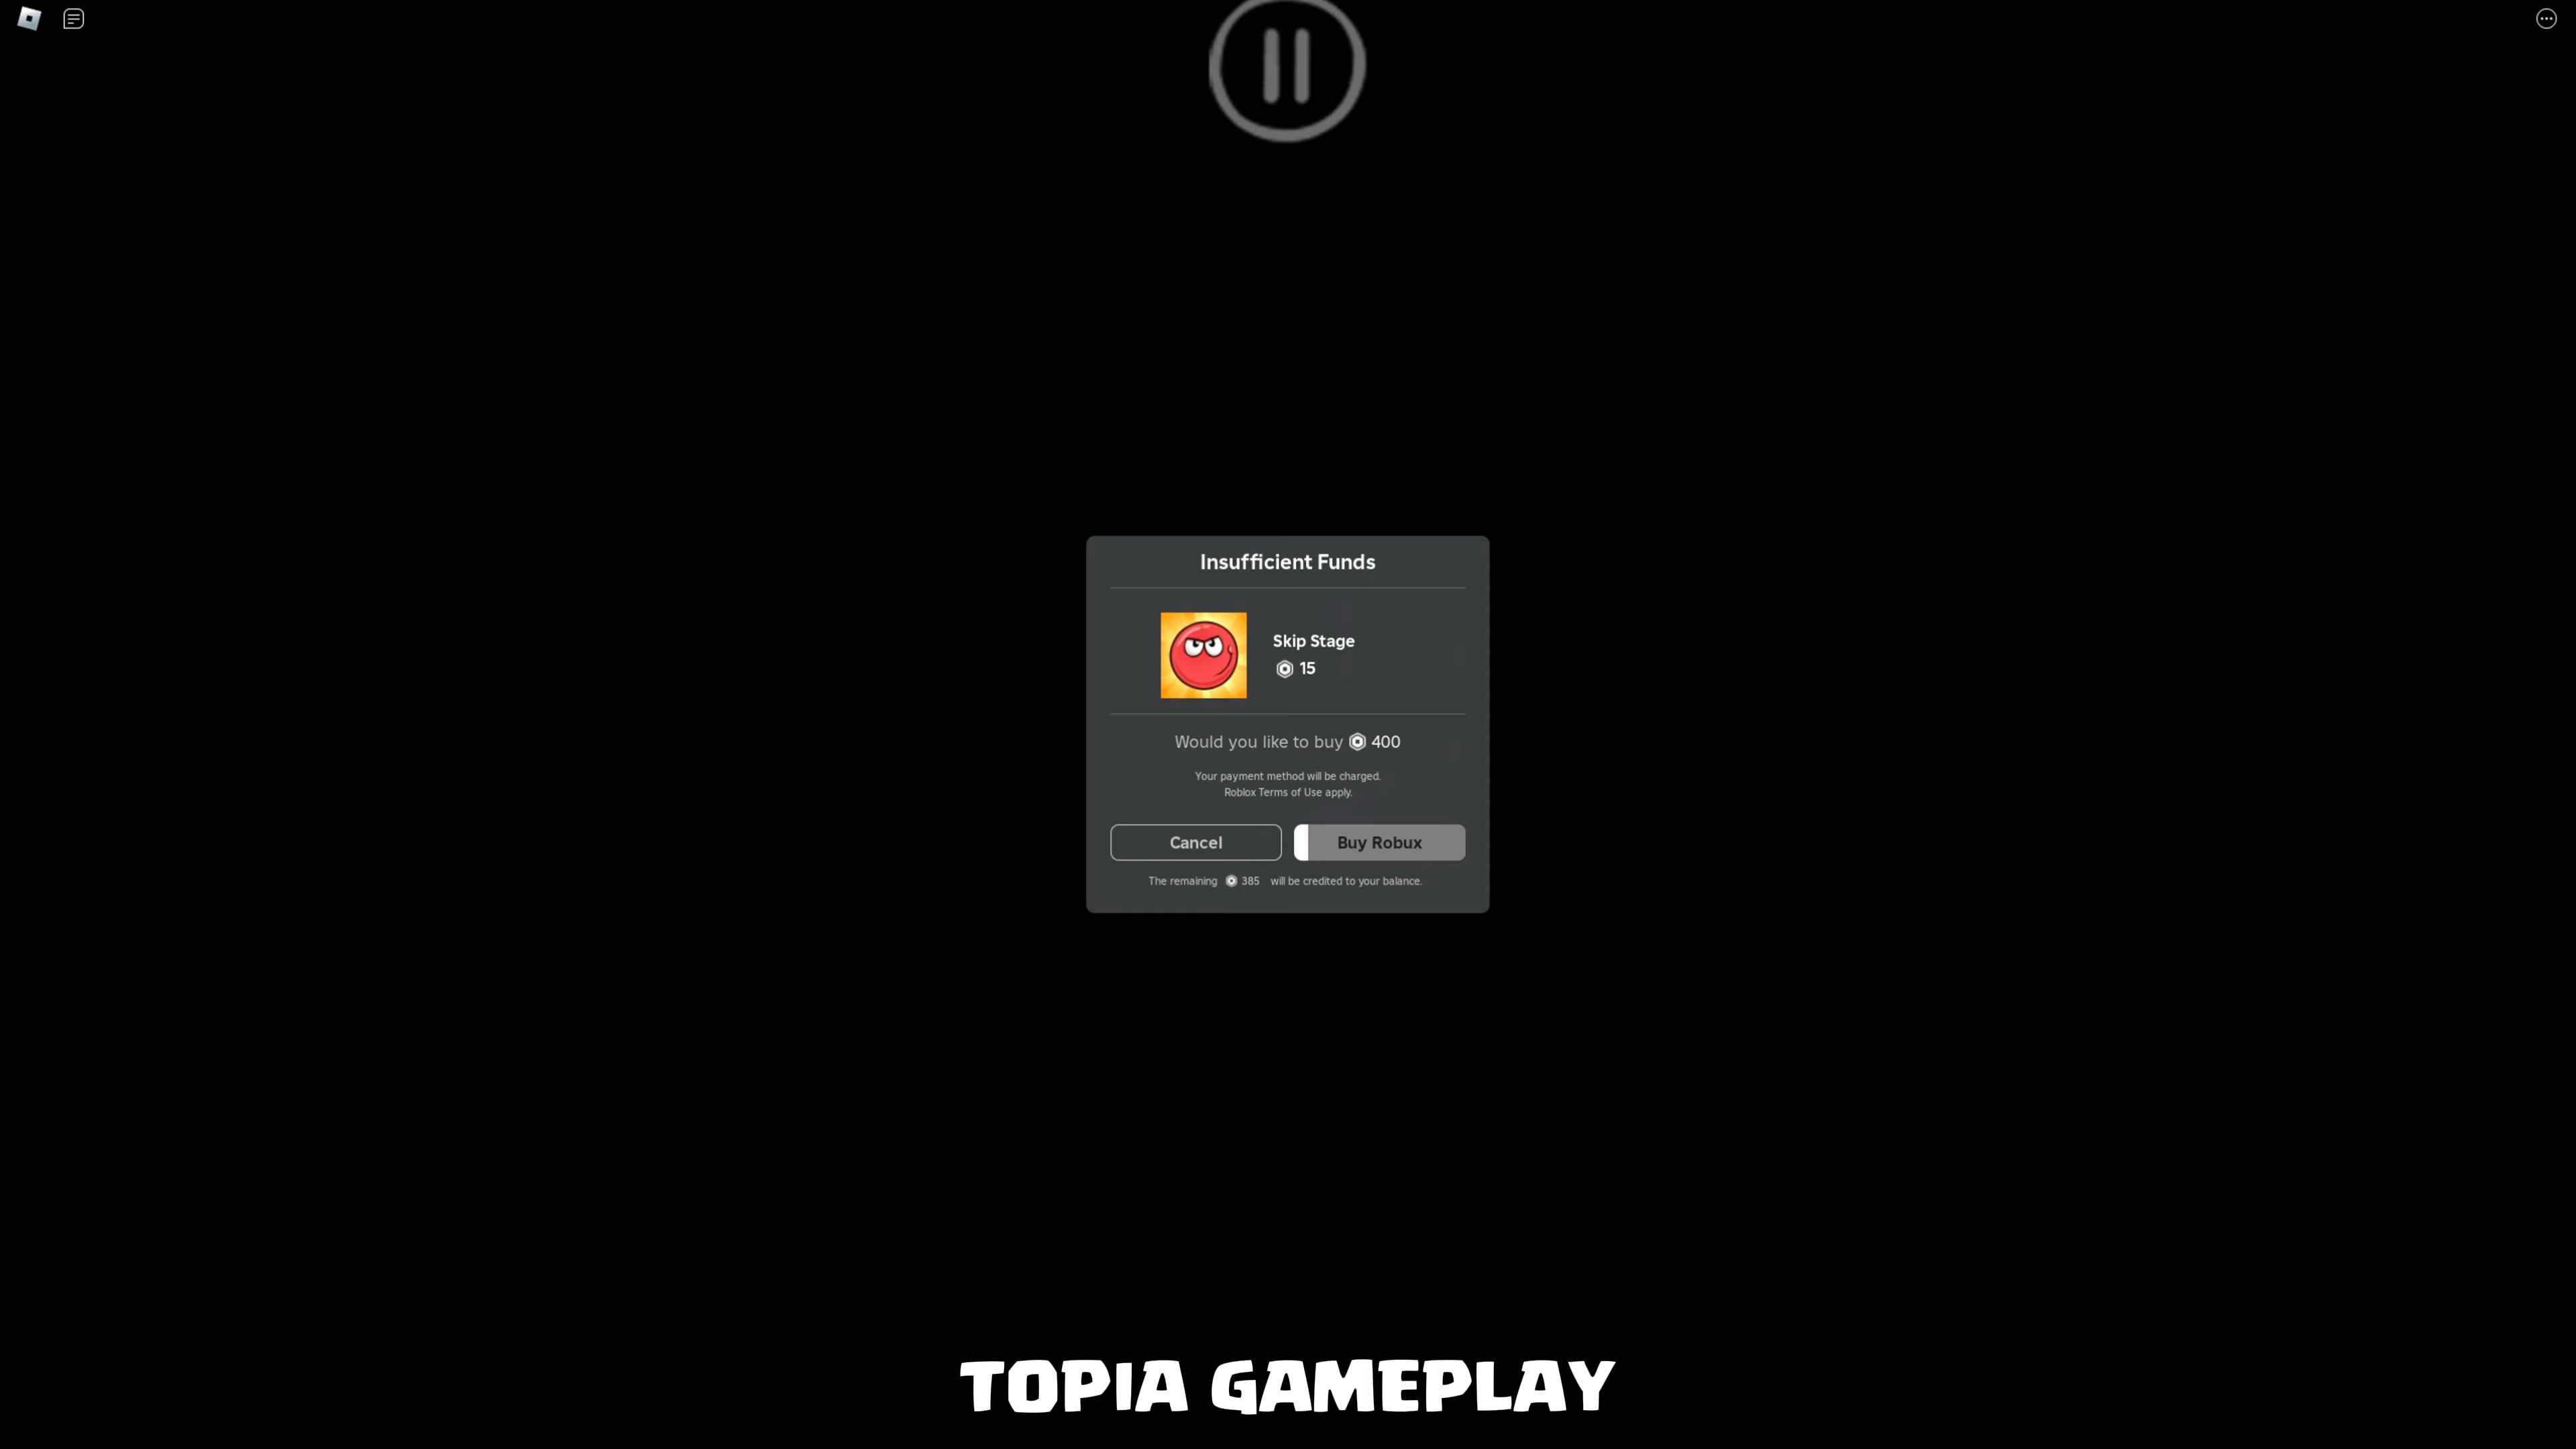 Insufficient Funds
Skip Stage
15
Would you like to buy 400
Your payment method will be charged.
Roblox Terms of Use apply.
Cancel
Buy Robux
The remaining 385 will be credited to your balance.
TOPIA GAMEPLAY